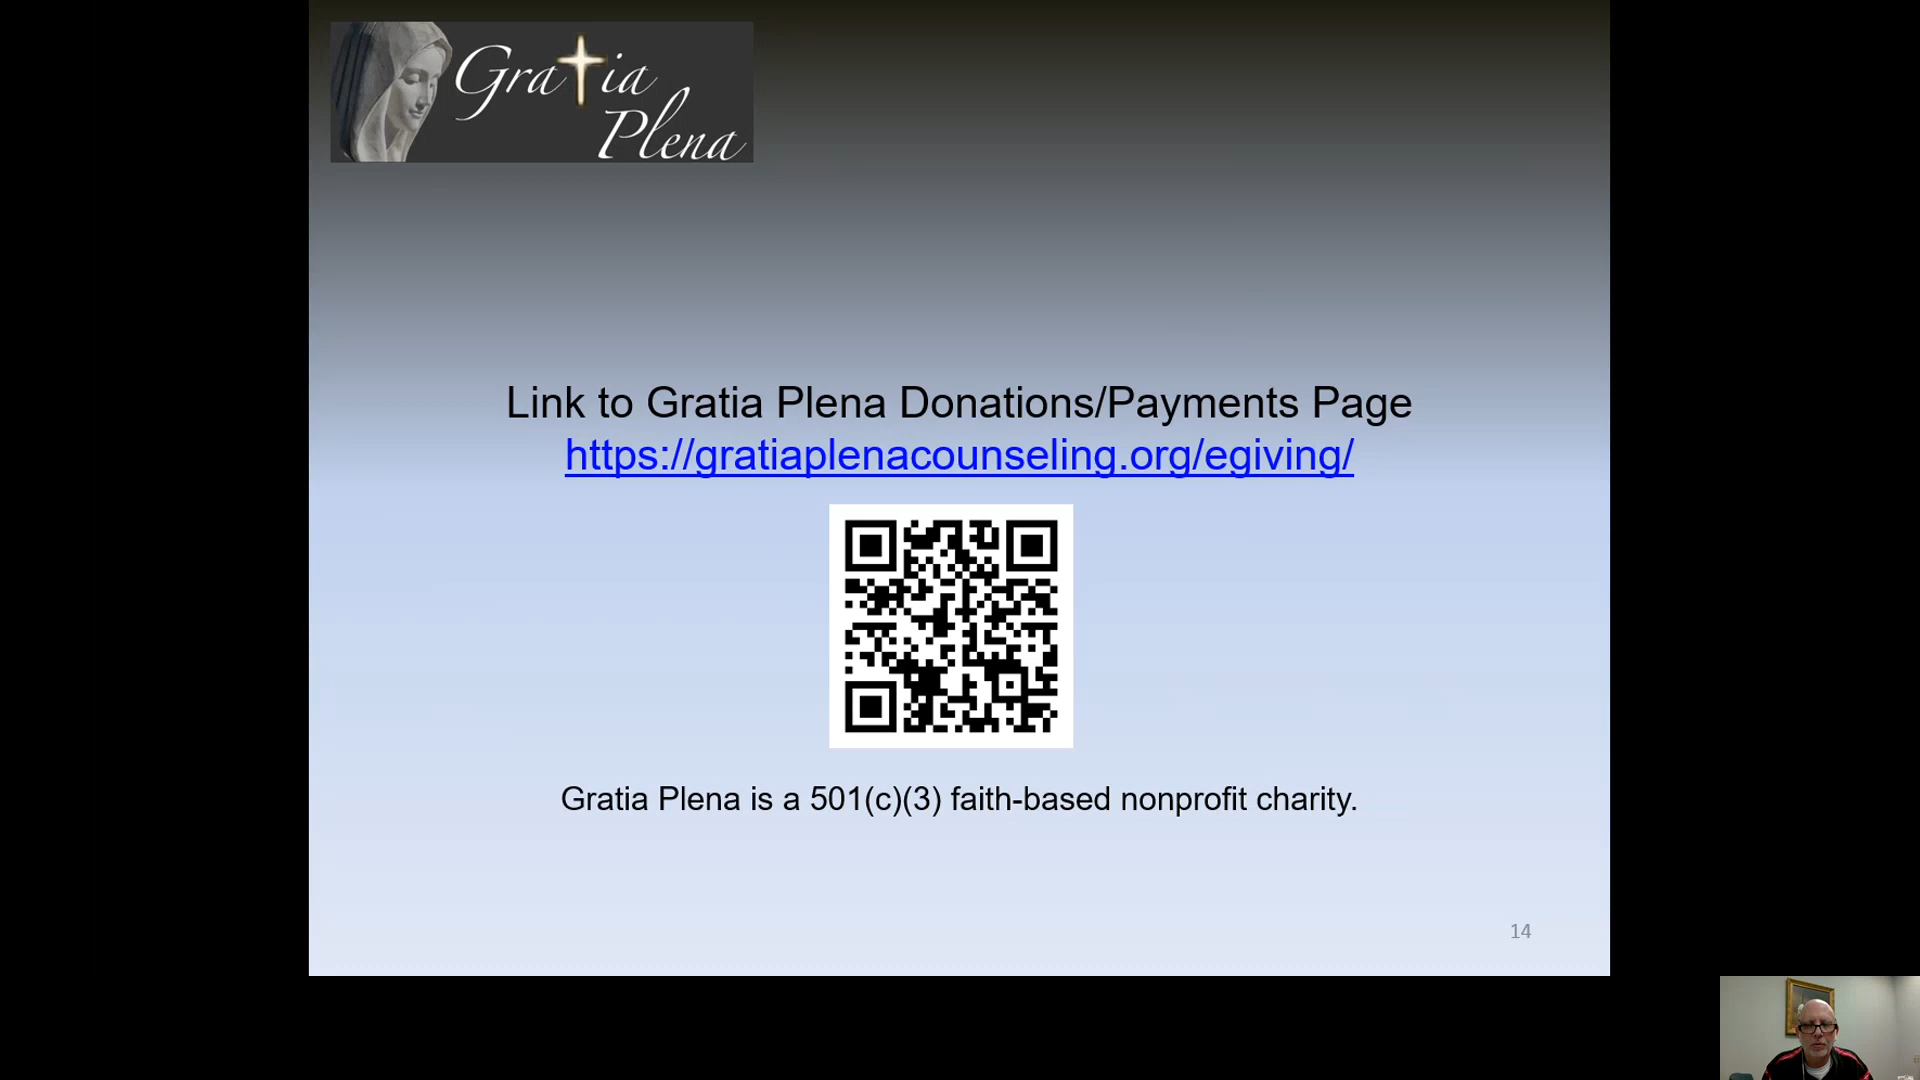 Gratia
Plena
Link to Gratia Plena Donations/Payments Page
https://gratiaplenacounseling.org/egiving/
Gratia Plena is a 501(c)(3) faith-based nonprofit charity.
14